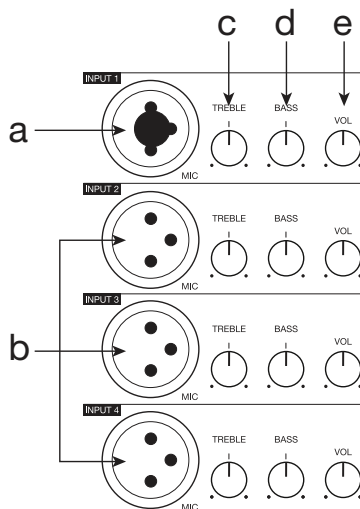 c d e
INPUT 1
a
TREBLE BASS VOL
MIC
INPUT 2
TREBLE BASS VOL
MIC
INPUT 3
b
TREBLE BASS VOL
MIC
INPUT 4
TREBLE BASS VOL
MIC